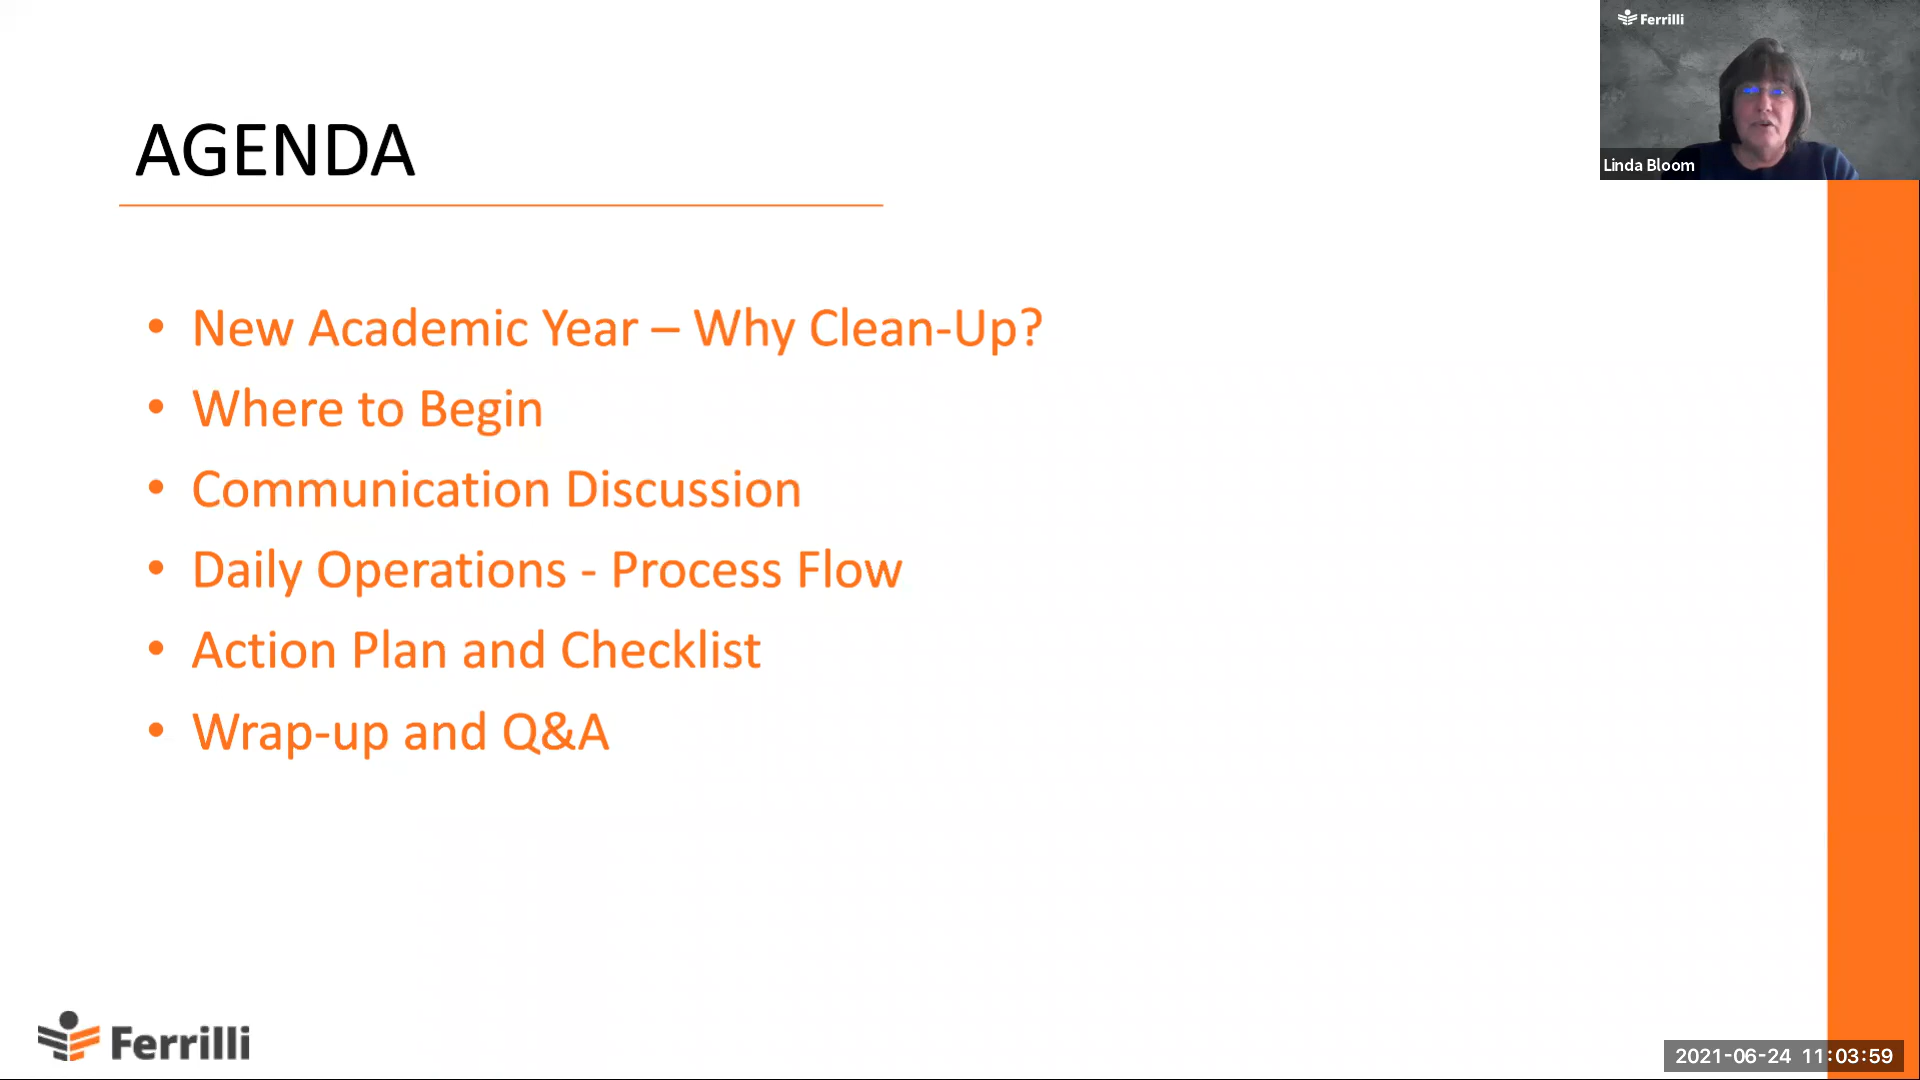 Ferrilli
Linda Bloom
AGENDA
• New Academic Year – Why Clean-Up?
• Where to Begin
• Communication Discussion
• Daily Operations - Process Flow
• Action Plan and Checklist
• Wrap-up and Q&A
Ferrilli
2021-06-24 11:03:59